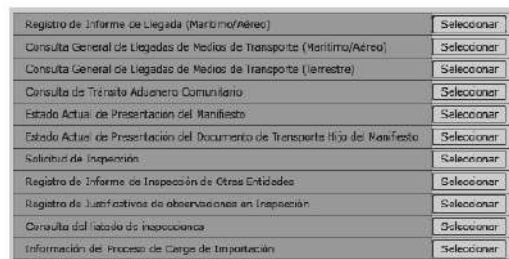 Registro de Informe de Llegada (Marítimo/Aéreo) Seleccionar
Consulta General de Llegadas de Medios de Transporte (Marítimo/Aéreo) Seleccionar
Consulta General de Llegadas de Medios de Transporte (Terrestre) Seleccionar
Consulta de Tránsito Aduanero Comunitario Seleccionar
Estado Actual de Presentación del Manifiesto Seleccionar
Estado Actual de Presentación del Documento de Transporte Hijo del Manifiesto Seleccionar
Solicitud de Inspección Seleccionar
Registro de Informe de Inspección de Otras Entidades Seleccionar
Registro de Justificativos de observaciones en Inspección Seleccionar
Consulta del listado de inspecciones Seleccionar
Información del Proceso de Carga de Importación Seleccionar